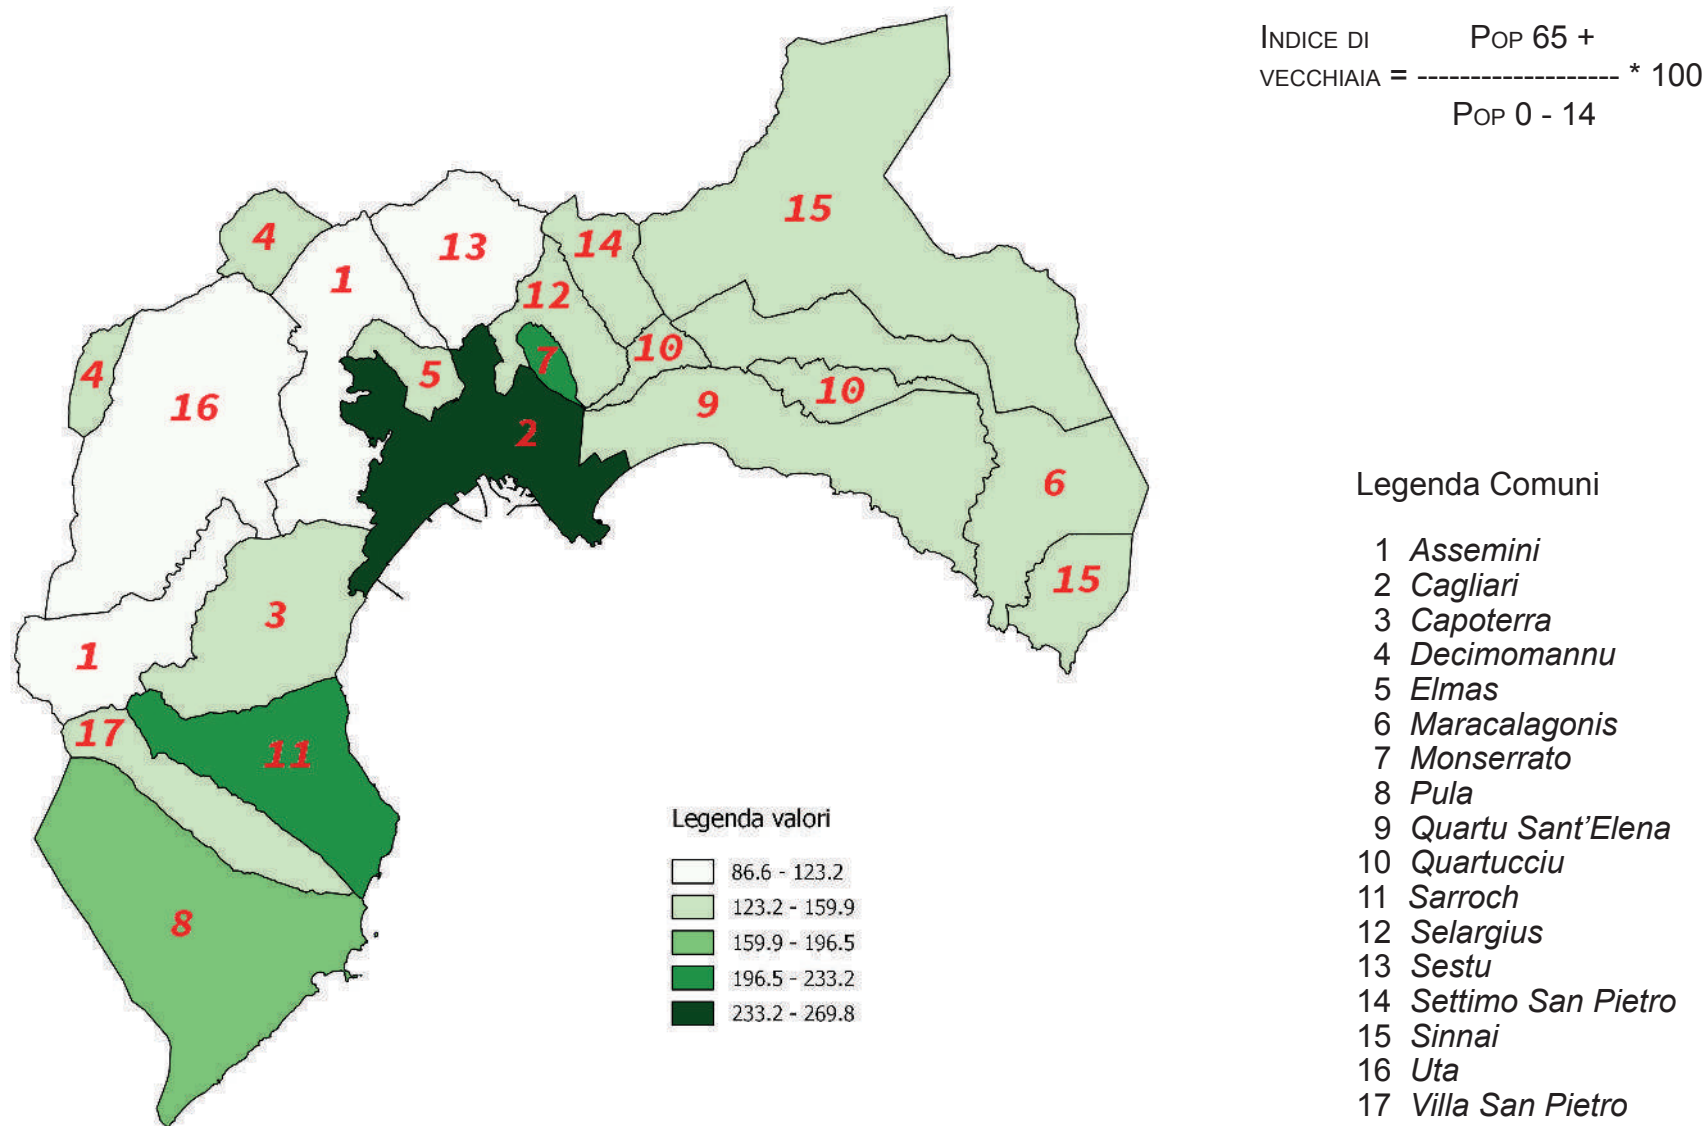 INDICE DI POP 65 +
VECCHIAIA = ------------------- * 100
POP 0 - 14
15
4
13
14
1
12
10
7
5
4
16
10
9
2
6
15
3
1
17
11
8
Legenda valori
86.6 - 123.2
123.2 - 159.9
159.9 - 196.5
196.5 - 233.2
233.2 - 269.8
Legenda Comuni
1 Assemini
2 Cagliari
3 Capoterra
4 Decimomannu
5 Elmas
6 Maracalagonis
7 Monserrato
8 Pula
9 Quartu Sant'Elena
10 Quartucciu
11 Sarroch
12 Selargius
13 Sestu
14 Settimo San Pietro
15 Sinnai
16 Uta
17 Villa San Pietro